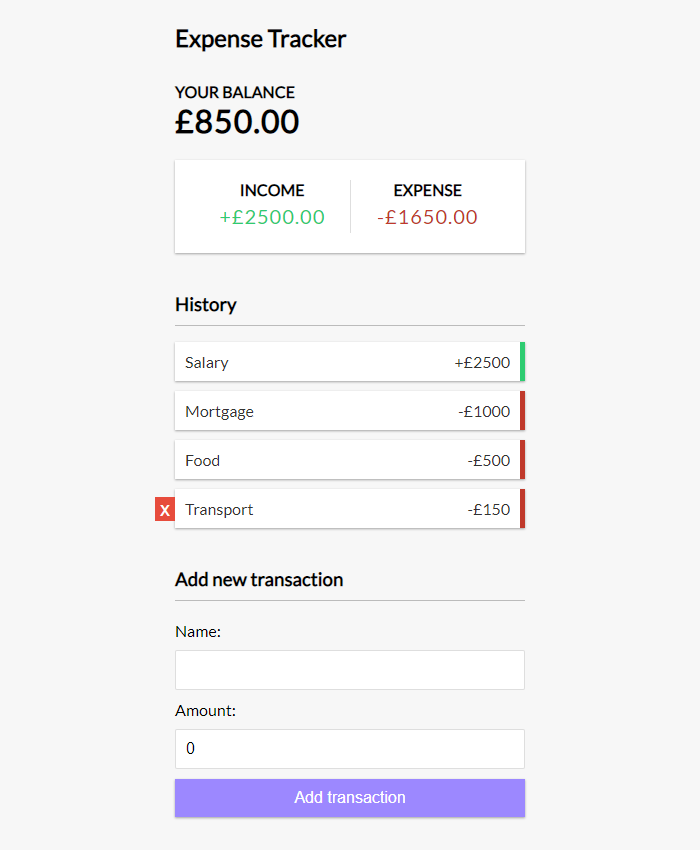 Expense Tracker
YOUR BALANCE
£850.00
INCOME EXPENSE
+£2500.00 -£1650.00
History
Salary +£2500
Mortgage -£1000
Food -£500
X Transport -£150
Add new transaction
Name:
Amount:
0
Add transaction